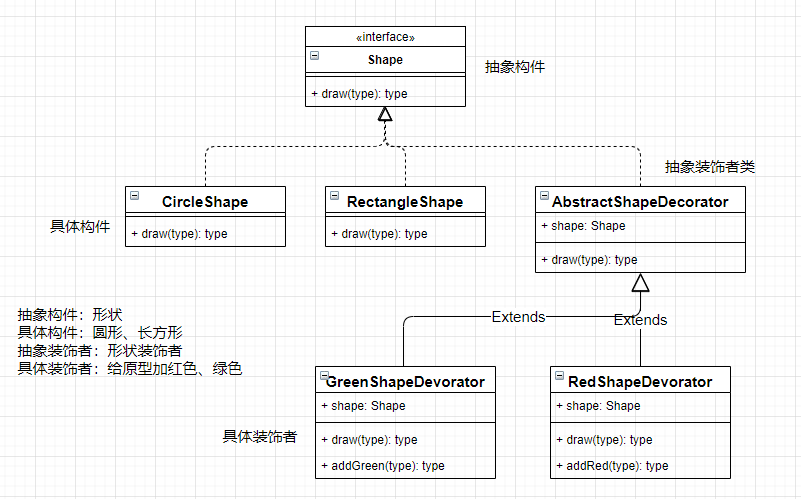 «interface»
Shape
+ draw(type): type
抽象构件
抽象装饰者类
CircleShape
+ draw(type): type
RectangleShape
+ draw(type): type
AbstractShapeDecorator
+ shape: Shape
+ draw(type): type
具体构件
抽象构件：形状
具体构件：圆形、长方形
抽象装饰者：形状装饰者
具体装饰者：给原型加红色、绿色
Extends
Extends
GreenShapeDevorator
+ shape: Shape
+ draw(type): type
+ addGreen(type): type
RedShapeDevorator
+ shape: Shape
+ draw(type): type
+ addRed(type): type
具体装饰者